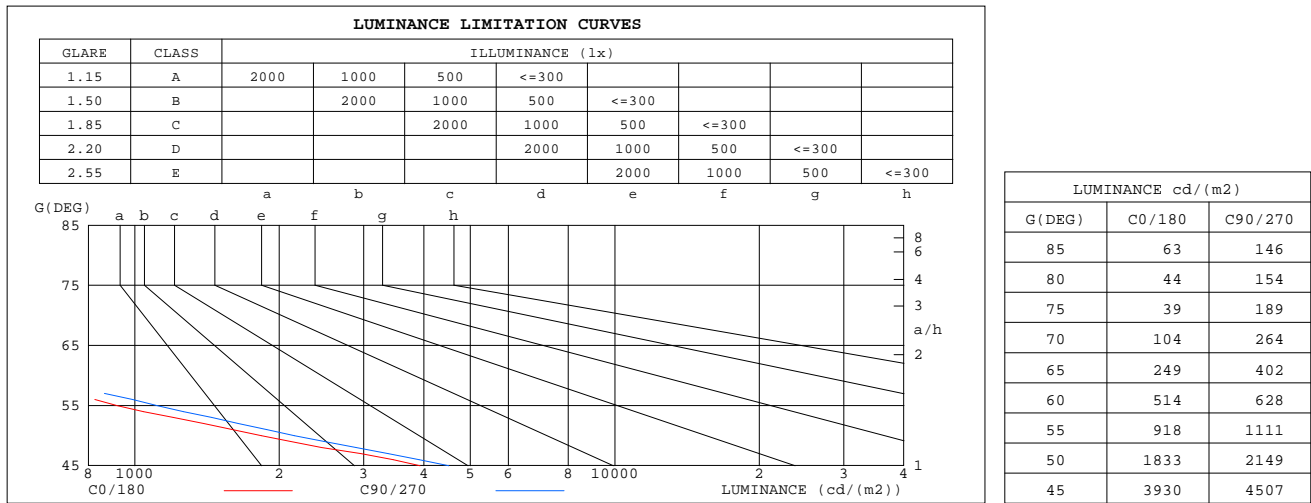 LUMINANCE LIMITATION CURVES
GLARE CLASS ILLUMINANCE (lx)
1.15 A 2000 1000 500 <=300
1.50 B 2000 1000 500 <=300
1.85 C 2000 1000 500 <=300
2.20 D 2000 1000 500 <=300
2.55 E 2000 1000 500 <=300
a b c d e f g h
G(DEG)
a b c d e f g h
85
75
65
55
45
8
6
4
3
a/h
2
1
8 1000 2 3 4 5 6 8 10000 2 3 4
C0/180 C90/270 LUMINANCE (cd/(m2))
LUMINANCE cd/(m2)
G(DEG) C0/180 C90/270
85 63 146
80 44 154
75 39 189
70 104 264
65 249 402
60 514 628
55 918 1111
50 1833 2149
45 3930 4507